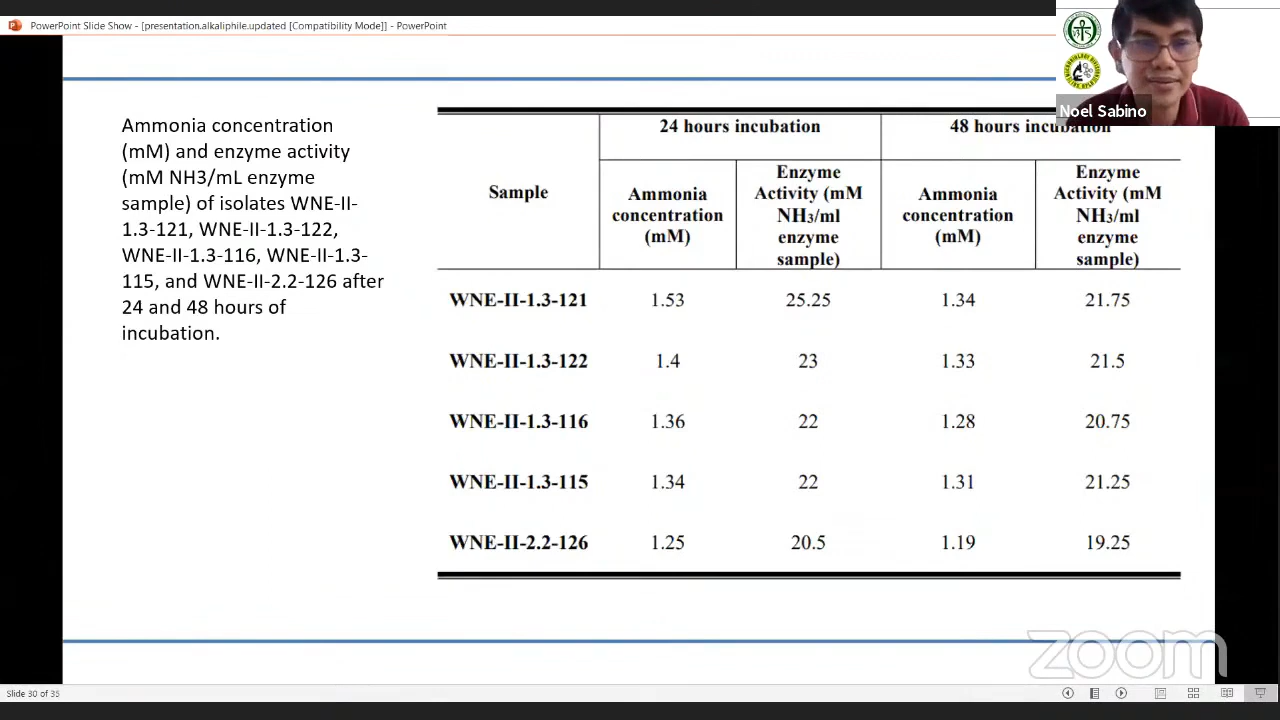 PowerPoint Slide Show - [presentation.alkaliphile.updated [Compatibility Mode]] - PowerPoint
Noel Sabino
Ammonia concentration
(mM) and enzyme activity
(mM NH3/mL enzyme
sample) of isolates WNE-II-
1.3-121, WNE-II-1.3-122,
WNE-II-1.3-116, WNE-II-1.3-
115, and WNE-II-2.2-126 after
24 and 48 hours of
incubation.
24 hours incubation 48 hours incubation
Sample
Ammonia
concentration
(mM)
Enzyme
Activity (mM
NH3/ml
enzyme
sample)
Ammonia
concentration
(mM)
Enzyme
Activity (mM
NH3/ml
enzyme
sample)
WNE-II-1.3-121 1.53 25.25 1.34 21.75
WNE-II-1.3-122 1.4 23 1.33 21.5
WNE-II-1.3-116 1.36 22 1.28 20.75
WNE-II-1.3-115 1.34 22 1.31 21.25
WNE-II-2.2-126 1.25 20.5 1.19 19.25
zoom
Slide 30 of 35